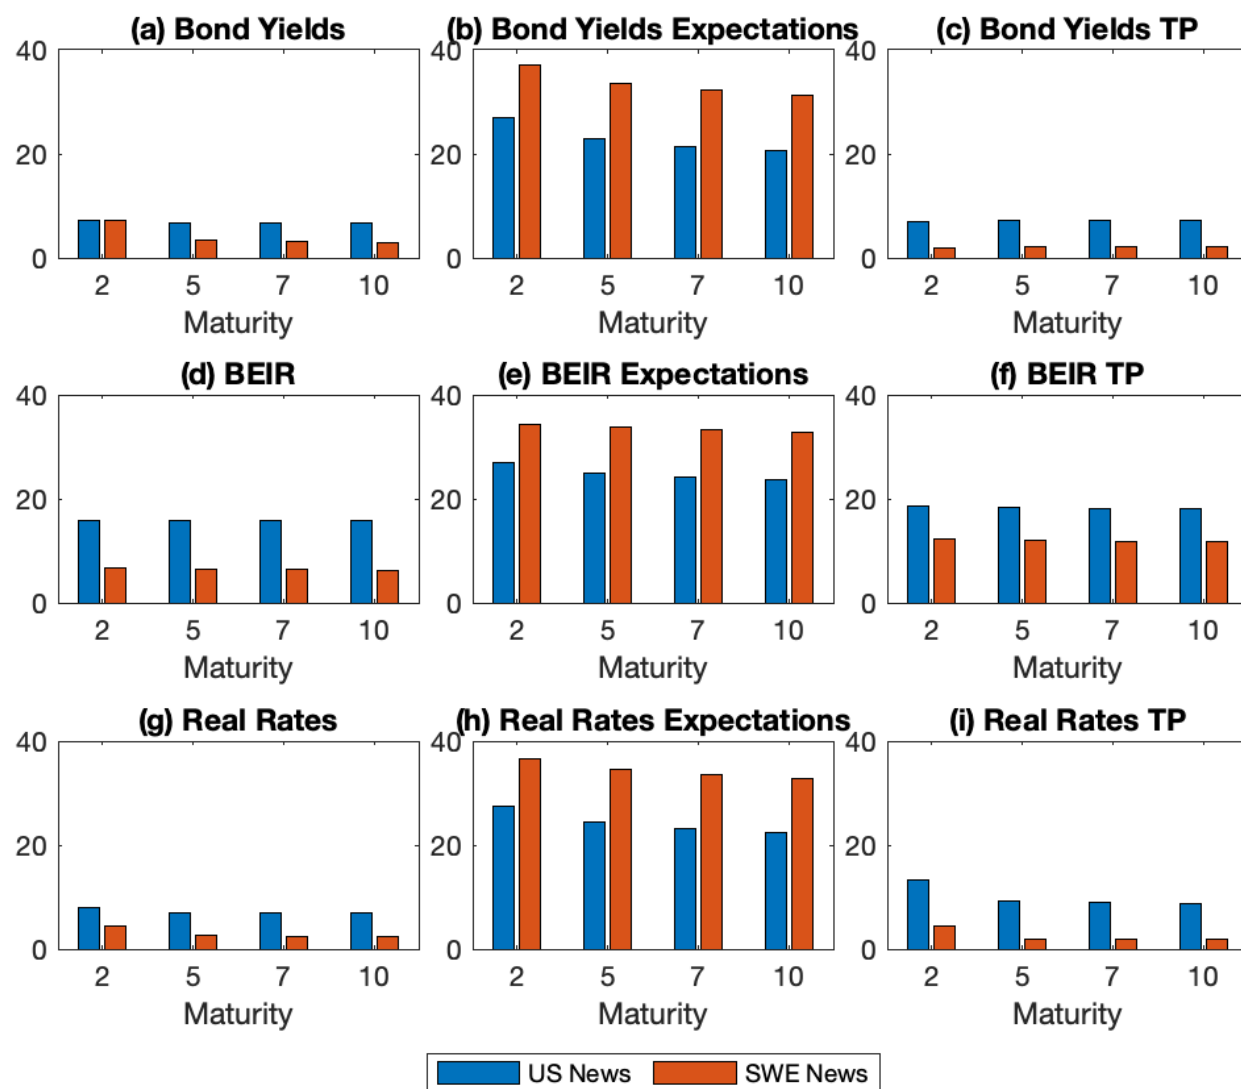 (a) Bond Yields
40
20
0
2 5 7 10
Maturity
(b) Bond Yields Expectations
40
20
0
2 5 7 10
Maturity
(c) Bond Yields TP
40
20
0
2 5 7 10
Maturity
(d) BEIR
40
20
0
2 5 7 10
Maturity
(e) BEIR Expectations
40
20
0
2 5 7 10
Maturity
(f) BEIR TP
40
20
0
2 5 7 10
Maturity
(g) Real Rates
40
20
0
2 5 7 10
Maturity
(h) Real Rates Expectations
40
20
0
2 5 7 10
Maturity
(i) Real Rates TP
40
20
0
2 5 7 10
Maturity
US News SWE News